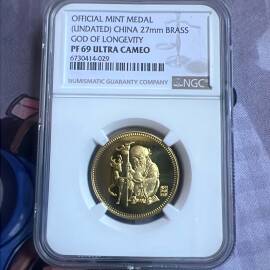 OFFICIAL MINT MEDAL
(UNDATED) CHINA 27mm BRASS
GOD OF LONGEVITY
PF 69 ULTRA CAMEO
6730414-029
NUMISMATIC GUARANTY COMPANY
NGC